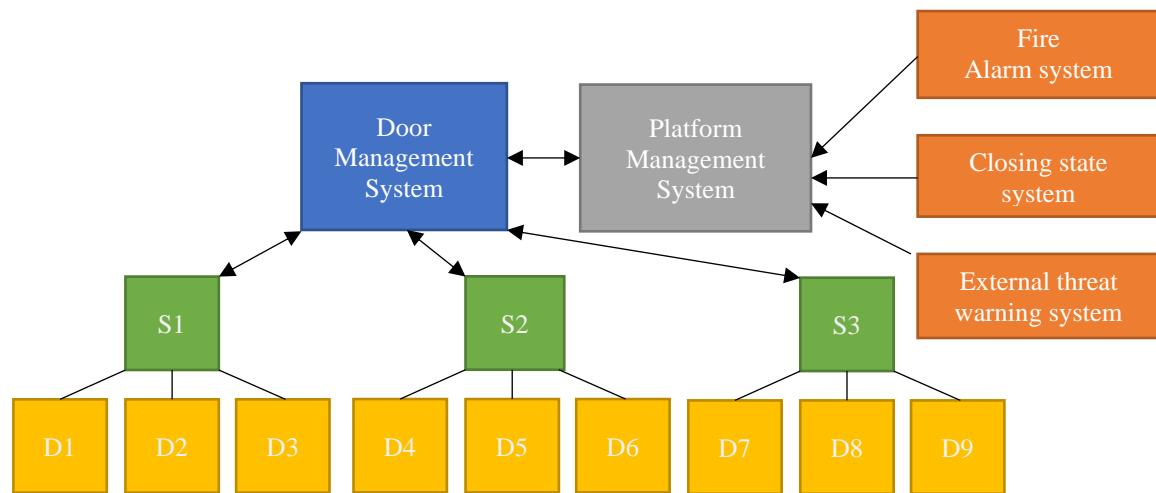 Fire
Alarm system
Door
Management
System
Platform
Management
System
Closing state
system
External threat
warning system
S1
S2
S3
D1
D2
D3
D4
D5
D6
D7
D8
D9